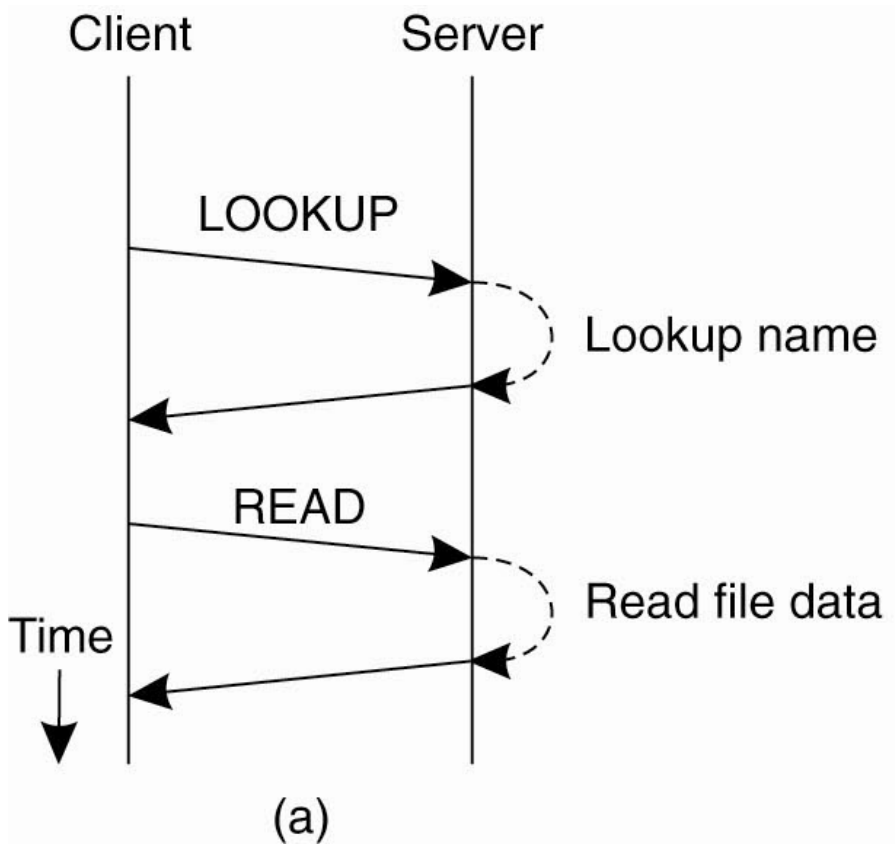 Client
Server
LOOKUP
Lookup name
READ
Read file data
Time
(a)